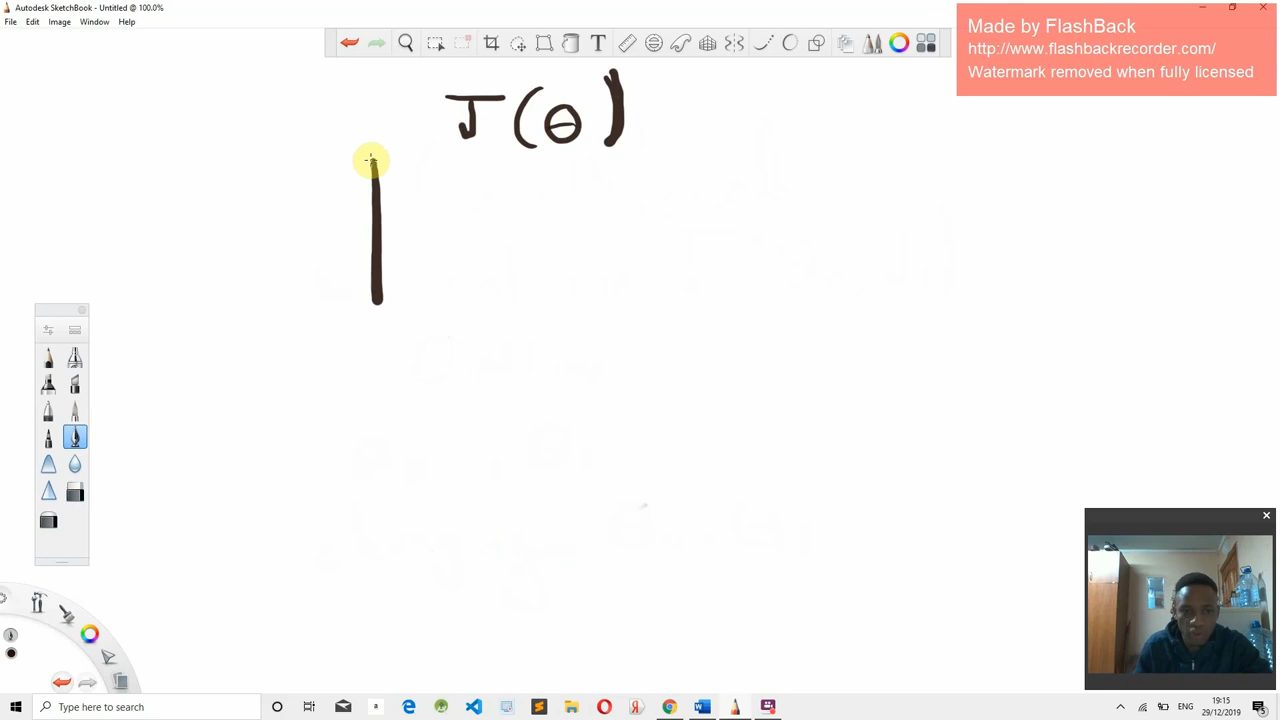 Autodesk SketchBook - Untitled @ 100.0%
File Edit Image Window Help
Made by FlashBack
http://www.flashbackrecorder.com/
Watermark removed when fully licensed
J(θ)
Type here to search
a
ENG
19:15
29/12/2019
5